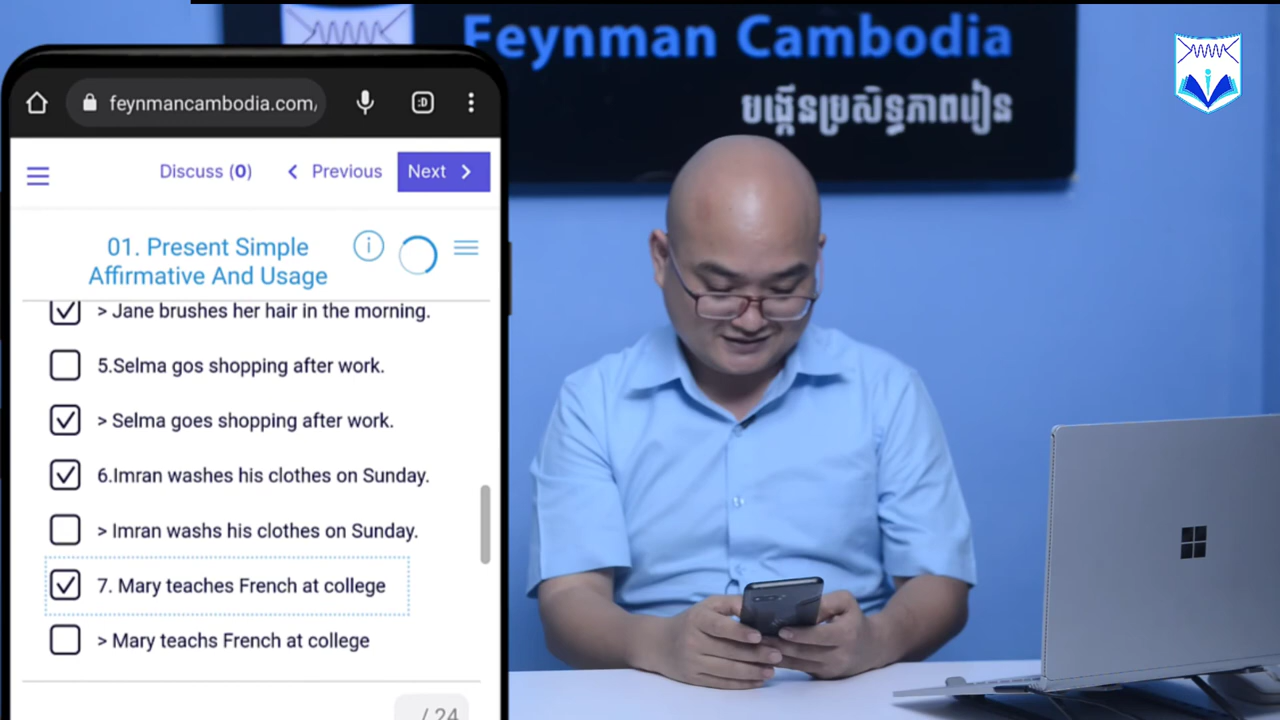 Feynman Cambodia
បង្កើនប្រសិទ្ធភាពរៀន
feynmancambodia.com/
:D
Discuss (0)
Previous
Next
01. Present Simple
Affirmative And Usage
> Jane brushes her hair in the morning.
5.Selma gos shopping after work.
> Selma goes shopping after work.
6.Imran washes his clothes on Sunday.
> Imran washs his clothes on Sunday.
7. Mary teaches French at college
> Mary teachs French at college
/ 24